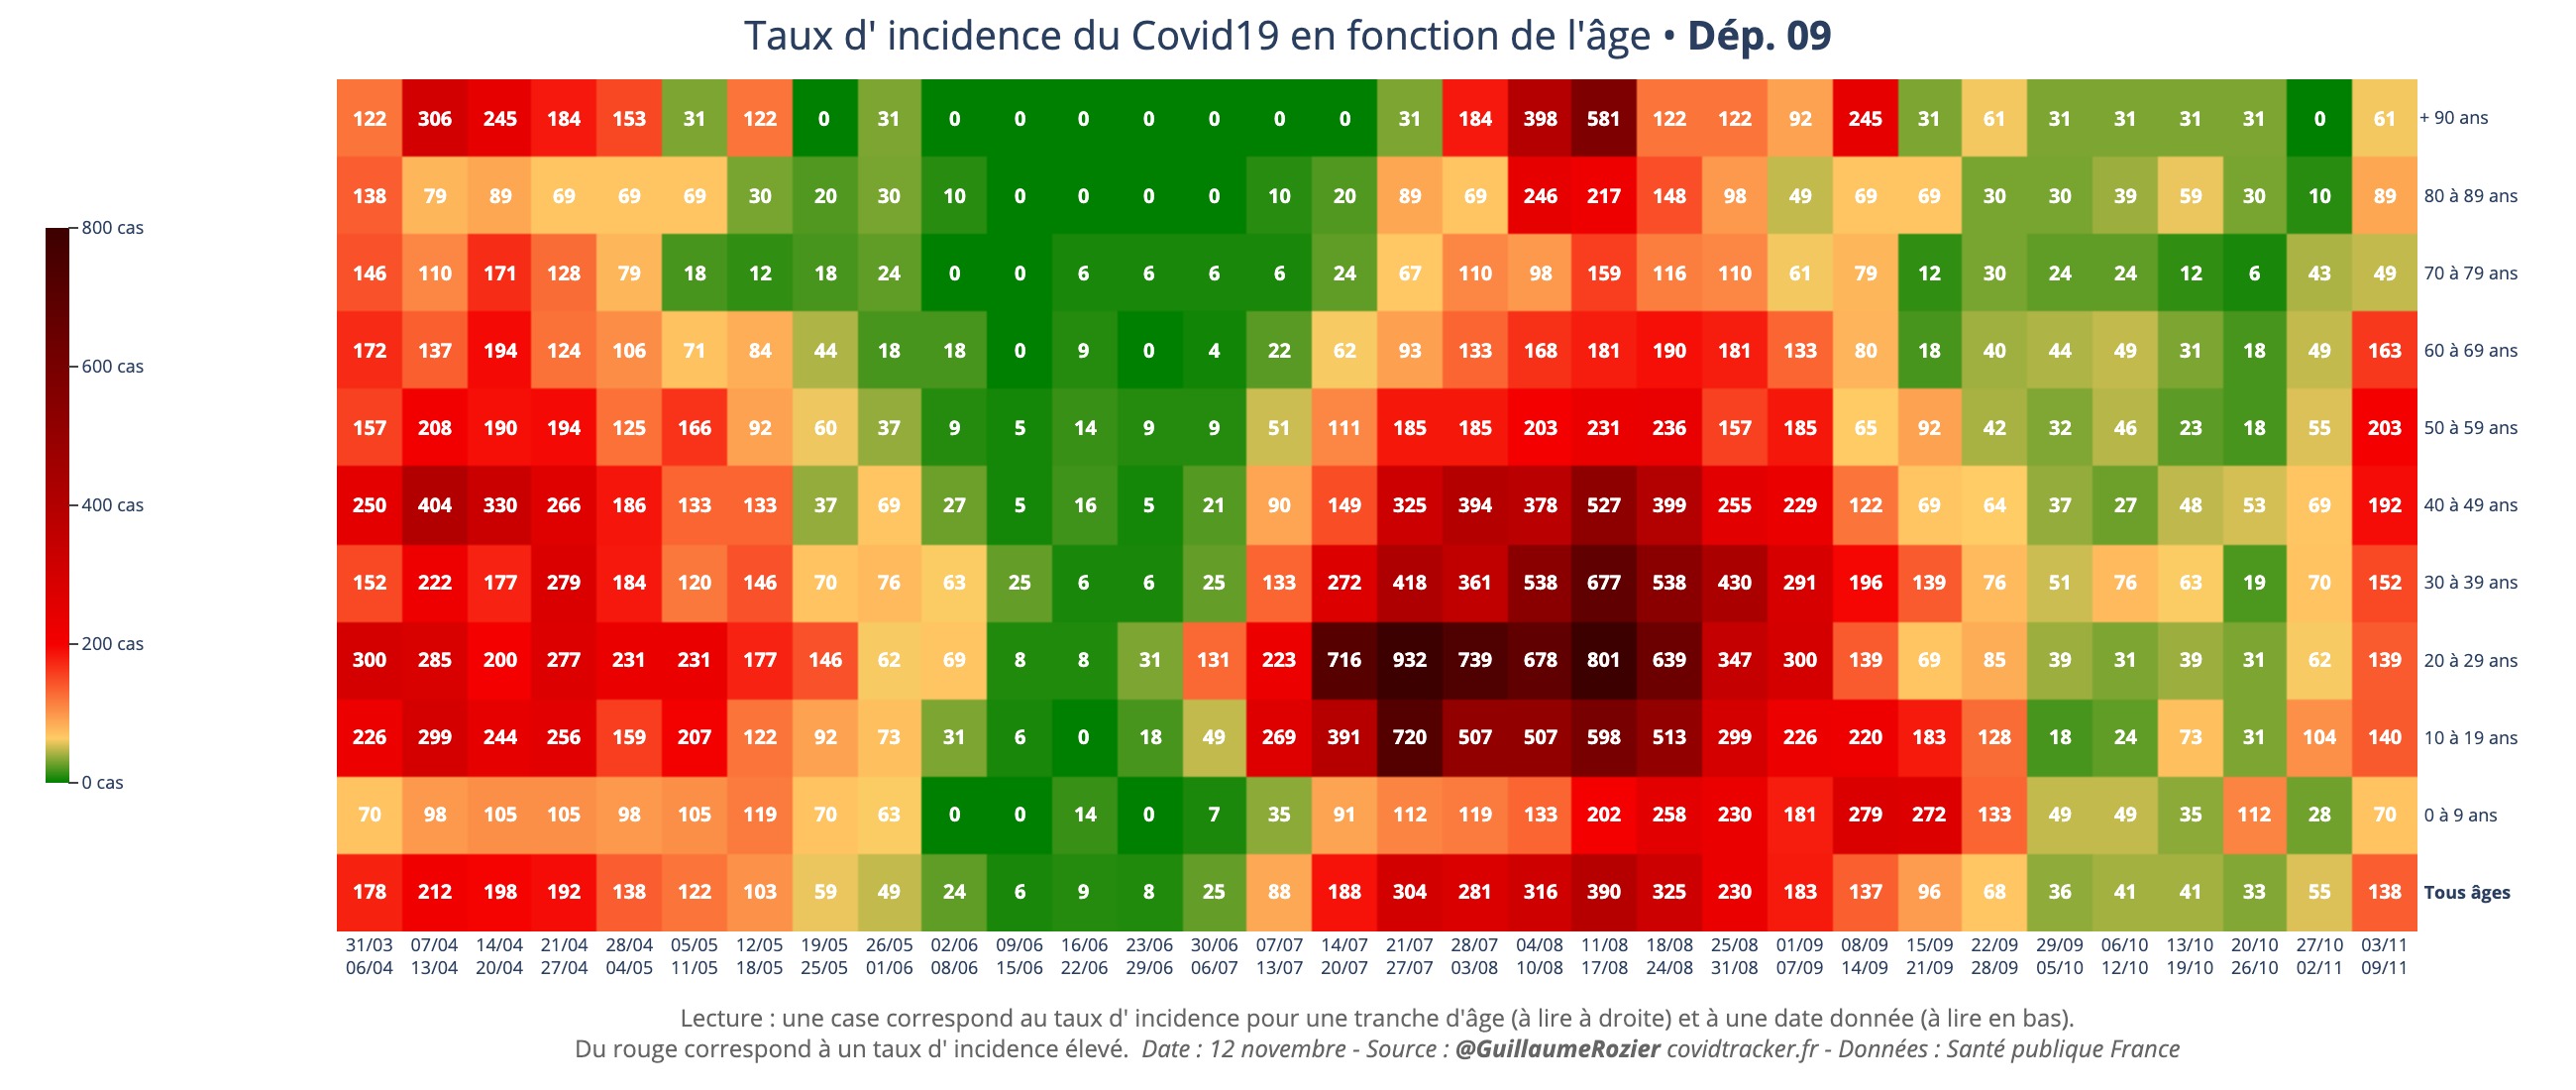 Taux d' incidence du Covid19 en fonction de l'âge • Dép. 09
122 306 245 184 153 31 122 0 31 0 0 0 0 0 0 0 31 184 398 581 122 122 92 245 31 61 31 31 31 31 0 61 + 90 ans
138 79 89 69 69 69 30 20 30 10 0 0 0 0 10 20 89 69 246 217 148 98 49 69 69 30 30 39 59 30 10 89 80 à 89 ans
800 cas
146 110 171 128 79 18 12 18 24 0 0 6 6 6 6 24 67 110 98 159 116 110 61 79 12 30 24 24 12 6 43 49 70 à 79 ans
172 137 194 124 106 71 84 44 18 18 0 9 0 4 22 62 93 133 168 181 190 181 133 80 18 40 44 49 31 18 49 163 60 à 69 ans
600 cas
157 208 190 194 125 166 92 60 37 9 5 14 9 9 51 111 185 185 203 231 236 157 185 65 92 42 32 46 23 18 55 203 50 à 59 ans
400 cas
250 404 330 266 186 133 133 37 69 27 5 16 5 21 90 149 325 394 378 527 399 255 229 122 69 64 37 27 48 53 69 192 40 à 49 ans
152 222 177 279 184 120 146 70 76 63 25 6 6 25 133 272 418 361 538 677 538 430 291 196 139 76 51 76 63 19 70 152 30 à 39 ans
200 cas
300 285 200 277 231 231 177 146 62 69 8 8 31 131 223 716 932 739 678 801 639 347 300 139 69 85 39 31 39 31 62 139 20 à 29 ans
226 299 244 256 159 207 122 92 73 31 6 0 18 49 269 391 720 507 507 598 513 299 226 220 183 128 18 24 73 31 104 140 10 à 19 ans
0 cas
70 98 105 105 98 105 119 70 63 0 0 14 0 7 35 91 112 119 133 202 258 230 181 279 272 133 49 49 35 112 28 70 0 à 9 ans
178 212 198 192 138 122 103 59 49 24 6 9 8 25 88 188 304 281 316 390 325 230 183 137 96 68 36 41 41 33 55 138 Tous âges
31/03 07/04 14/04 21/04 28/04 05/05 12/05 19/05 26/05 02/06 09/06 16/06 23/06 30/06 07/07 14/07 21/07 28/07 04/08 11/08 18/08 25/08 01/09 08/09 15/09 22/09 29/09 06/10 13/10 20/10 27/10 03/11
06/04 13/04 20/04 27/04 04/05 11/05 18/05 25/05 01/06 08/06 15/06 22/06 29/06 06/07 13/07 20/07 27/07 03/08 10/08 17/08 24/08 31/08 07/09 14/09 21/09 28/09 05/10 12/10 19/10 26/10 02/11 09/11
Lecture : une case correspond au taux d' incidence pour une tranche d'âge (à lire à droite) et à une date donnée (à lire en bas).
Du rouge correspond à un taux d' incidence élevé. Date : 12 novembre - Source : @GuillaumeRozier covidtracker.fr - Données : Santé publique France